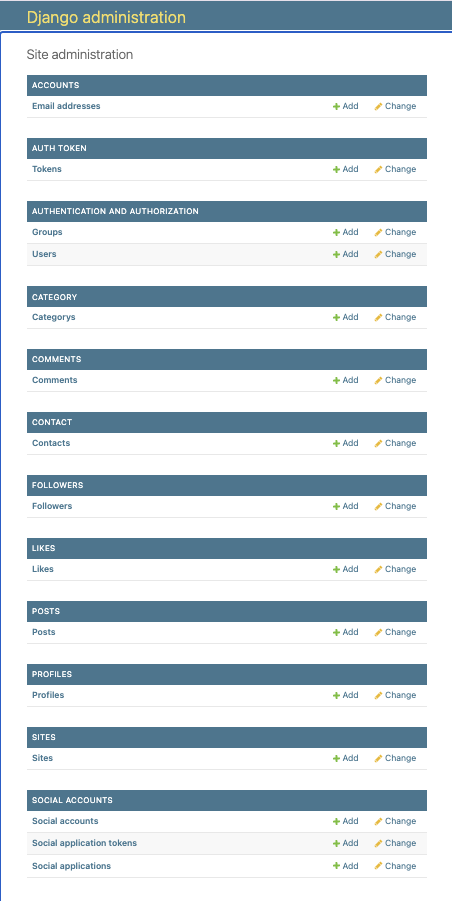 Django administration
Site administration
ACCOUNTS
Email addresses Add Change
AUTH TOKEN
Tokens Add Change
AUTHENTICATION AND AUTHORIZATION
Groups Add Change
Users Add Change
CATEGORY
Categorys Add Change
COMMENTS
Comments Add Change
CONTACT
Contacts Add Change
FOLLOWERS
Followers Add Change
LIKES
Likes Add Change
POSTS
Posts Add Change
PROFILES
Profiles Add Change
SITES
Sites Add Change
SOCIAL ACCOUNTS
Social accounts Add Change
Social application tokens Add Change
Social applications Add Change